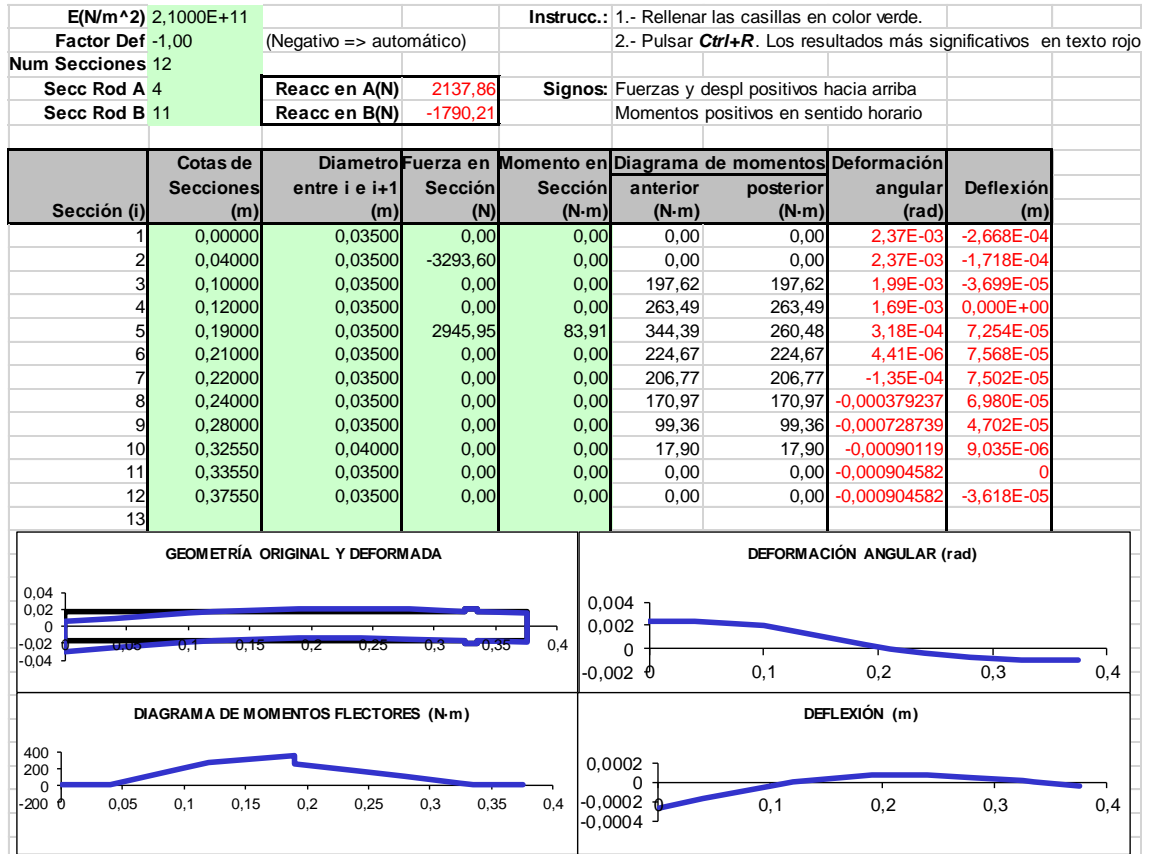 E(N/m^2) 2,1000E+11 Instrucc.: 1.- Rellenar las casillas en color verde.
Factor Def -1,00 (Negativo => automático) 2.- Pulsar Ctrl+R. Los resultados más significativos en texto rojo
Num Secciones 12
Secc Rod A 4 Reacc en A(N) 2137,86 Signos: Fuerzas y despl positivos hacia arriba
Secc Rod B 11 Reacc en B(N) -1790,21 Momentos positivos en sentido horario
Cotas de Diametro Fuerza en Momento en Diagrama de momentos Deformación
Secciones entre i e i+1 Sección Sección anterior posterior angular Deflexión
Sección (i) (m) (m) (N) (N·m) (N·m) (N·m) (rad) (m)
1 0,00000 0,03500 0,00 0,00 0,00 0,00 2,37E-03 -2,668E-04
2 0,04000 0,03500 -3293,60 0,00 0,00 0,00 2,37E-03 -1,718E-04
3 0,10000 0,03500 0,00 0,00 197,62 197,62 1,99E-03 -3,699E-05
4 0,12000 0,03500 0,00 0,00 263,49 263,49 1,69E-03 0,000E+00
5 0,19000 0,03500 2945,95 83,91 344,39 260,48 3,18E-04 7,254E-05
6 0,21000 0,03500 0,00 0,00 224,67 224,67 4,41E-06 7,568E-05
7 0,22000 0,03500 0,00 0,00 206,77 206,77 -1,35E-04 7,502E-05
8 0,24000 0,03500 0,00 0,00 170,97 170,97 -0,000379237 6,980E-05
9 0,28000 0,03500 0,00 0,00 99,36 99,36 -0,000728739 4,702E-05
10 0,32550 0,04000 0,00 0,00 17,90 17,90 -0,00090119 9,035E-06
11 0,33550 0,03500 0,00 0,00 0,00 0,00 -0,000904582 0
12 0,37550 0,03500 0,00 0,00 0,00 0,00 -0,000904582 -3,618E-05
13
GEOMETRÍA ORIGINAL Y DEFORMADA
0,04
0,02
0
-0,02
-0,04
0 0,05 0,1 0,15 0,2 0,25 0,3 0,35 0,4
DEFORMACIÓN ANGULAR (rad)
0,004
0,002
0
-0,002
0 0,1 0,2 0,3 0,4
DIAGRAMA DE MOMENTOS FLECTORES (N·m)
400
200
0
-200
0 0,05 0,1 0,15 0,2 0,25 0,3 0,35 0,4
DEFLEXIÓN (m)
0,0002
0
-0,0002
-0,0004
0 0,1 0,2 0,3 0,4